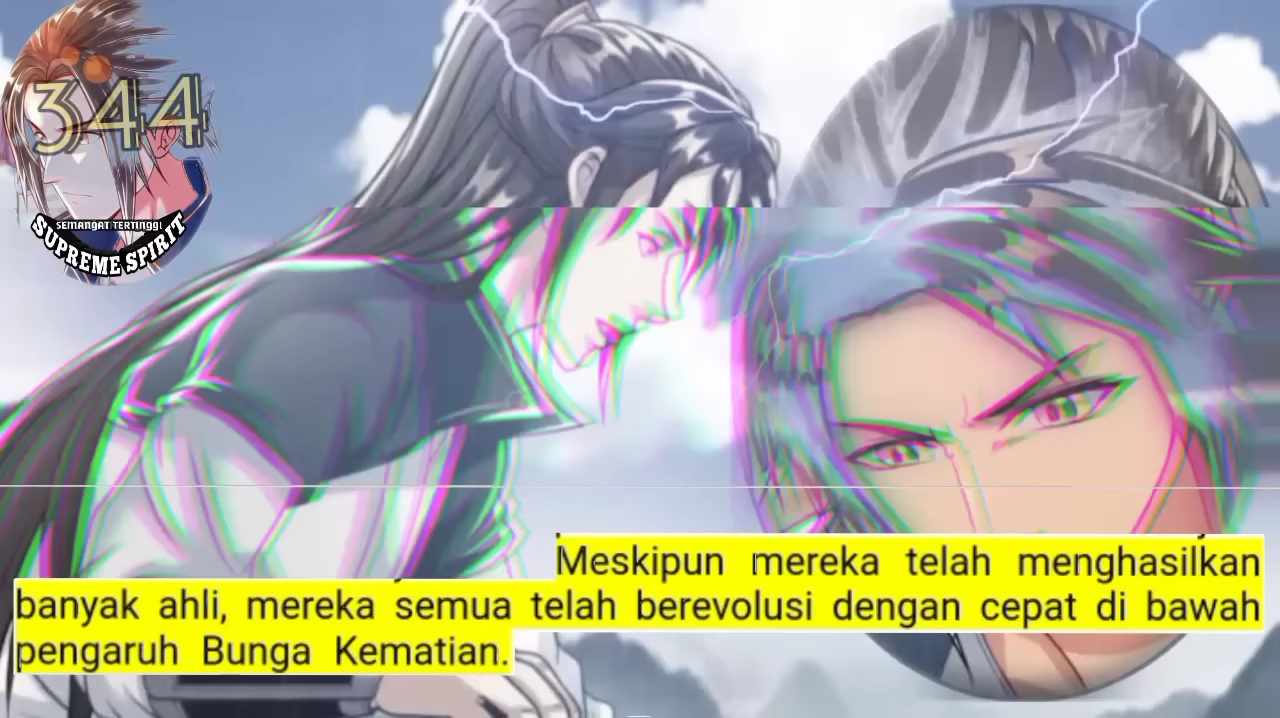 344
SEMANGAT TERTINGGI
SUPREME SPIRIT
Meskipun mereka telah menghasilkan
banyak ahli, mereka semua telah berevolusi dengan cepat di bawah
pengaruh Bunga Kematian.